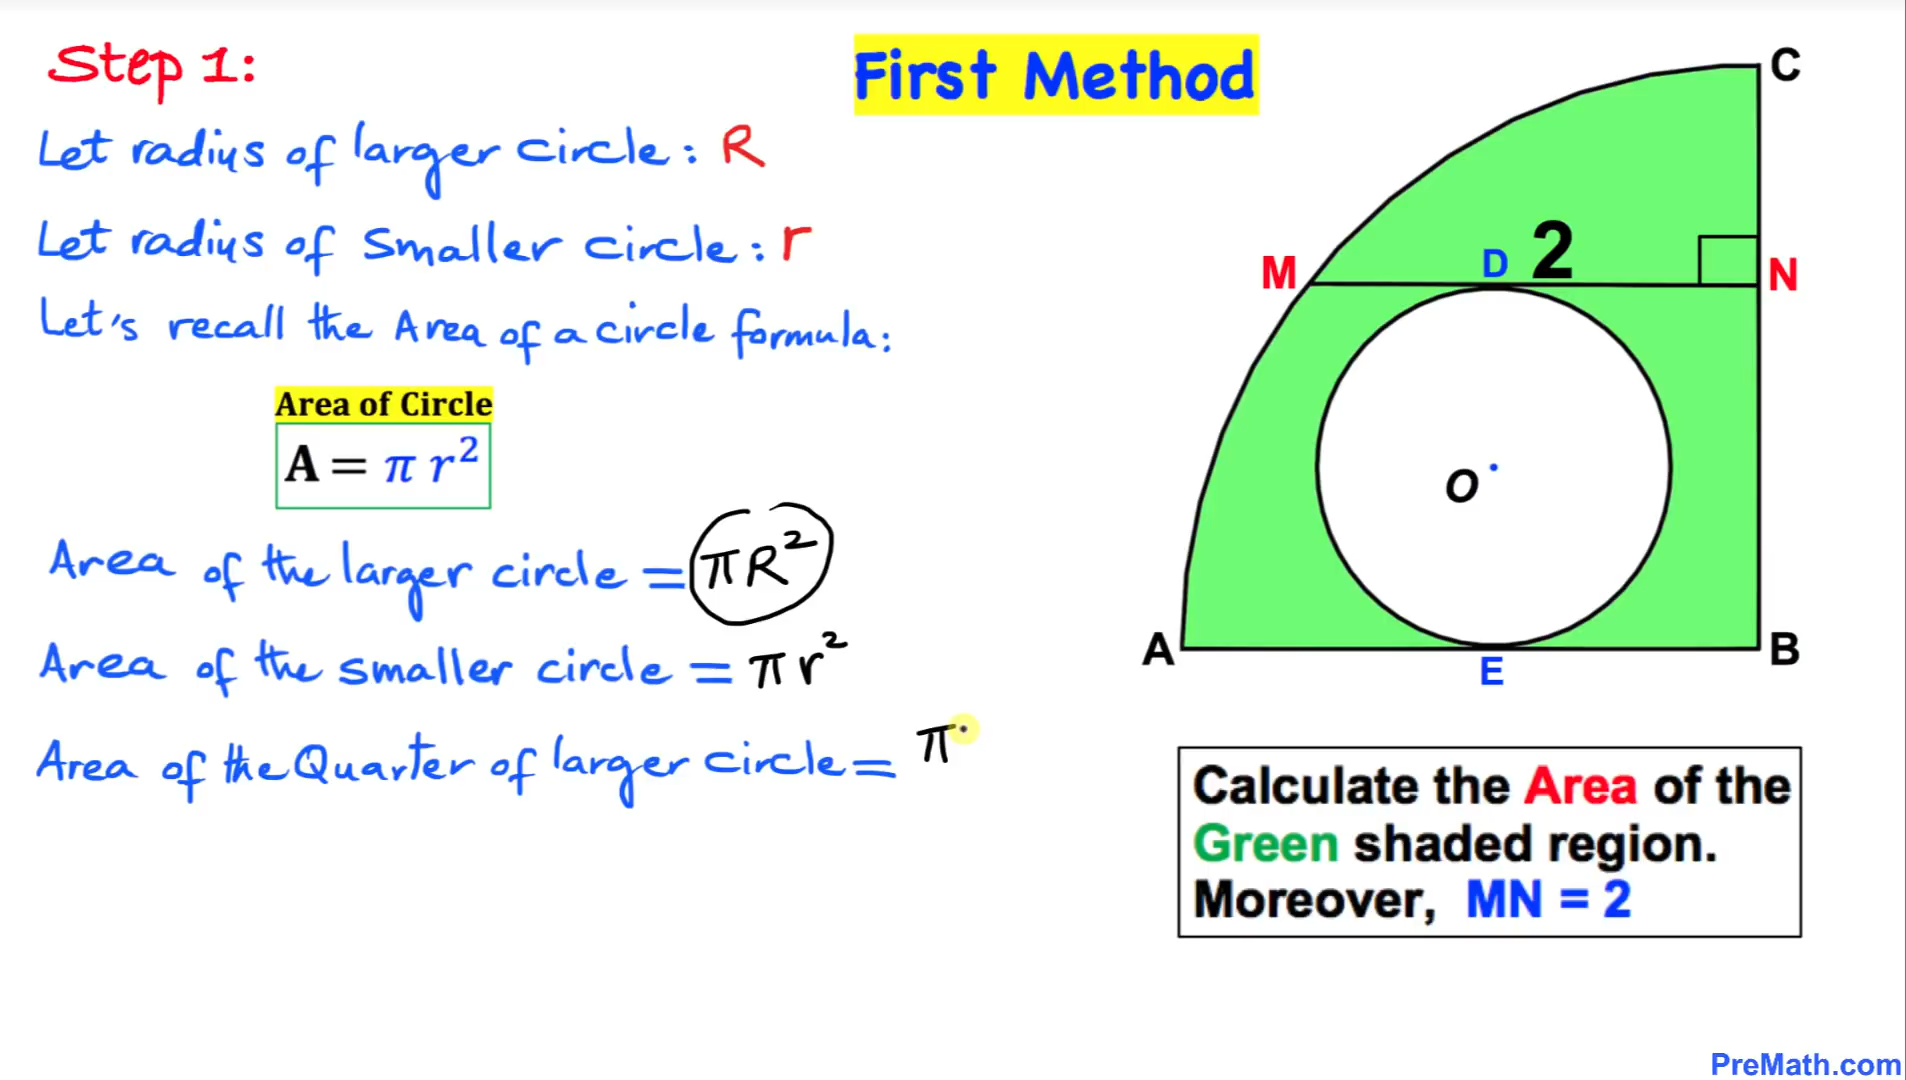 Step 1:
First Method
Let radius of larger circle: R
Let radius of smaller circle: r
Let's recall the Area of a circle formula:
Area of Circle
A = π r²
Area of the larger circle = πR²
Area of the smaller circle = πr²
Area of the Quarter of larger circle = π
C
M
D
2
N
O
A
B
E
Calculate the Area of the
Green shaded region.
Moreover, MN = 2
PreMath.com